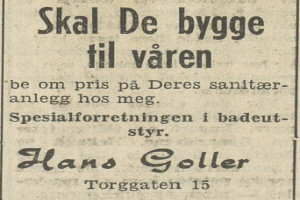 Skal De bygge
til våren
be om pris på Deres sanitær-
anlegg hos meg.
Spesialforretningen i badeut-
styr.
Hans Goller
Torggaten 15